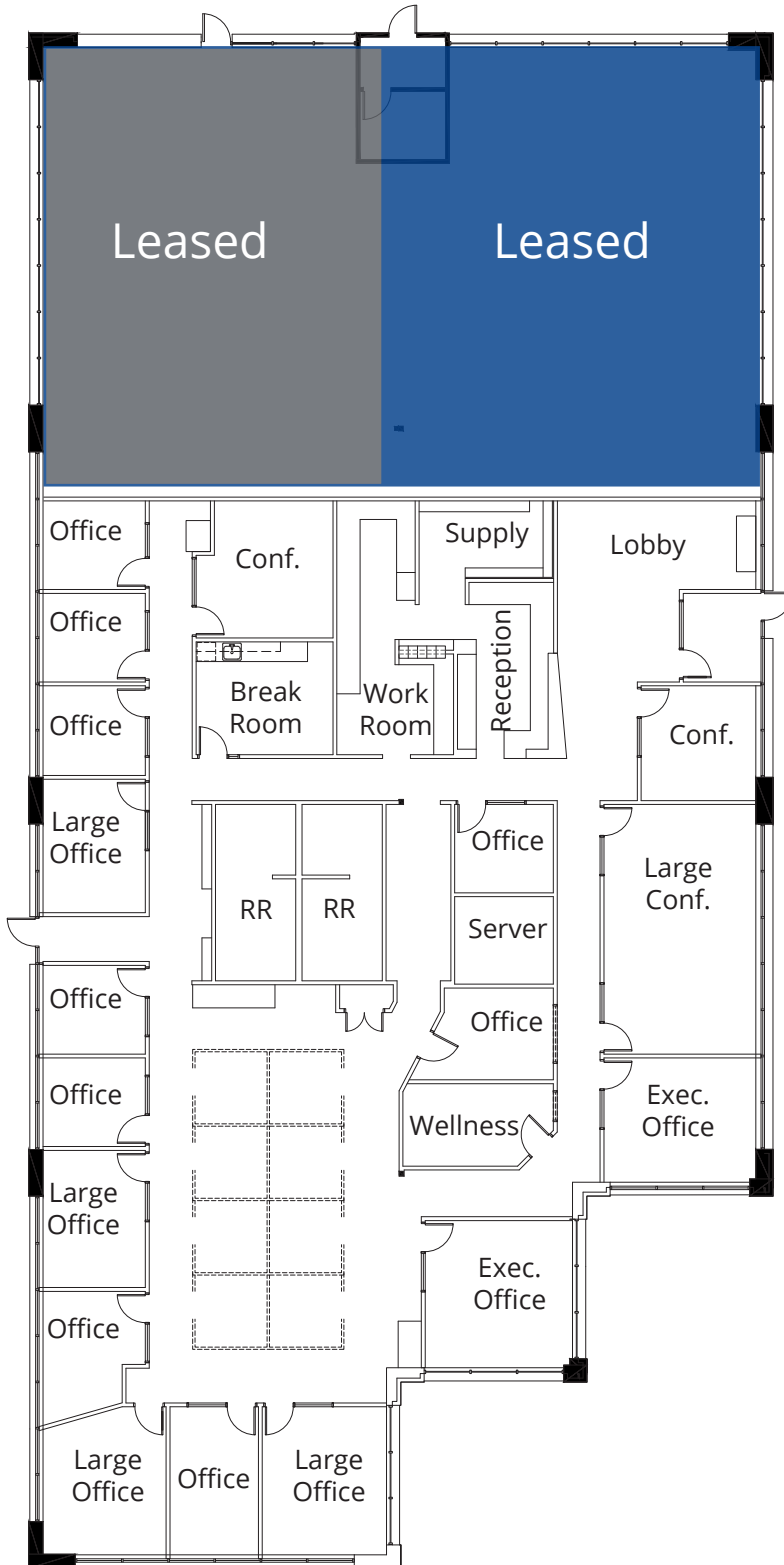 Leased
Leased
Office
Conf.
Supply
Lobby
Office
Reception
Break
Room
Work
Room
Office
Conf.
Large
Office
Office
Large
Conf.
RR
RR
Server
Office
Office
Office
Wellness
Exec.
Office
Large
Office
Exec.
Office
Office
Large
Office
Office
Large
Office